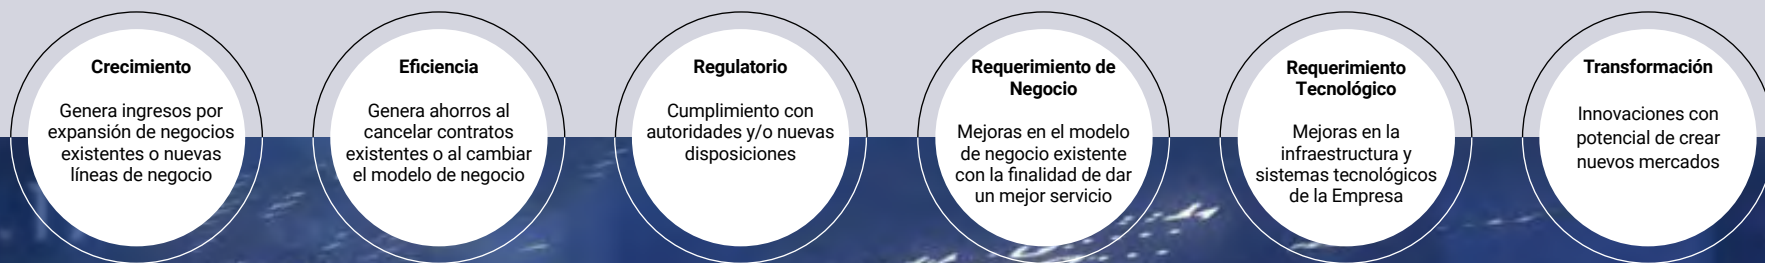 Crecimiento
Genera ingresos por
expansión de negocios
existentes o nuevas
líneas de negocio
Eficiencia
Genera ahorros al
cancelar contratos
existentes o al cambiar
el modelo de negocio
Regulatorio
Cumplimiento con
autoridades y/o nuevas
disposiciones
Requerimiento de
Negocio
Mejoras en el modelo
de negocio existente
con la finalidad de dar
un mejor servicio
Requerimiento
Tecnológico
Mejoras en la
infraestructura y
sistemas tecnológicos
de la Empresa
Transformación
Innovaciones con
potencial de crear
nuevos mercados